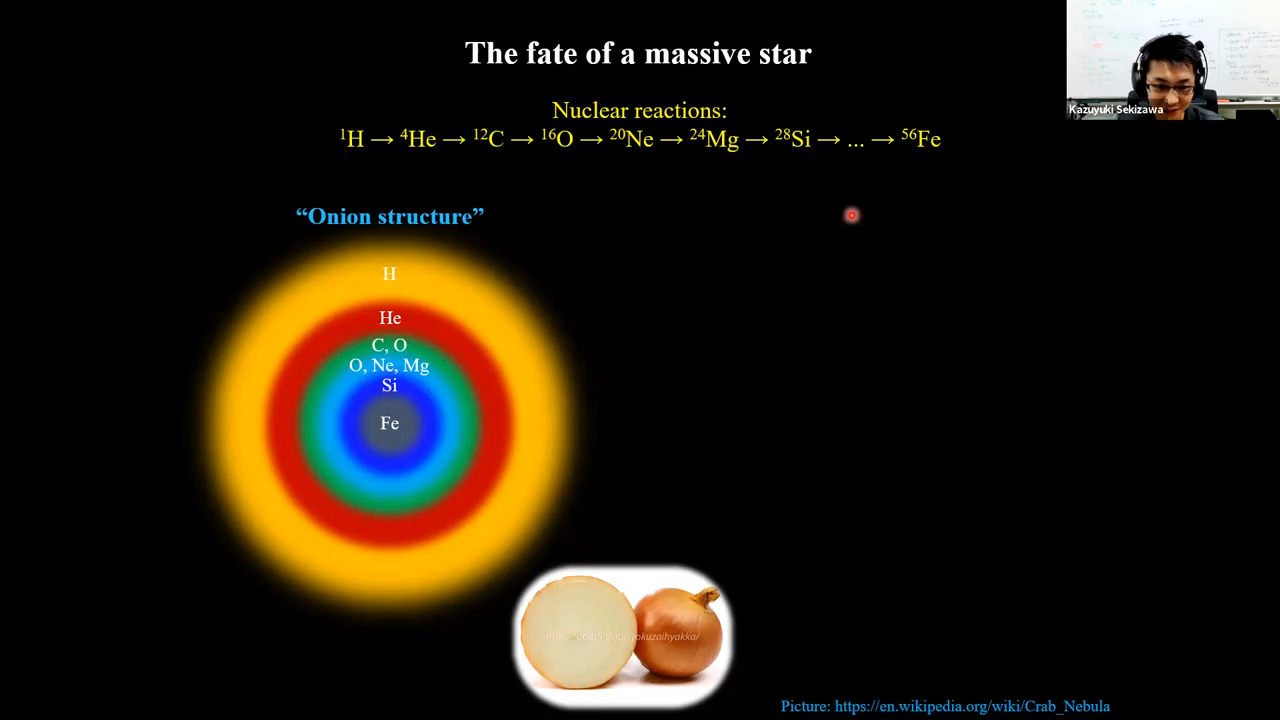 The fate of a massive star
Kazuyuki Sekizawa
Nuclear reactions:
¹H → ⁴He → ¹²C → ¹⁶O → ²⁰Ne → ²⁴Mg → ²⁸Si → ... → ⁵⁶Fe
“Onion structure”
H
He
C, O
O, Ne, Mg
Si
Fe
Picture: https://en.wikipedia.org/wiki/Crab_Nebula